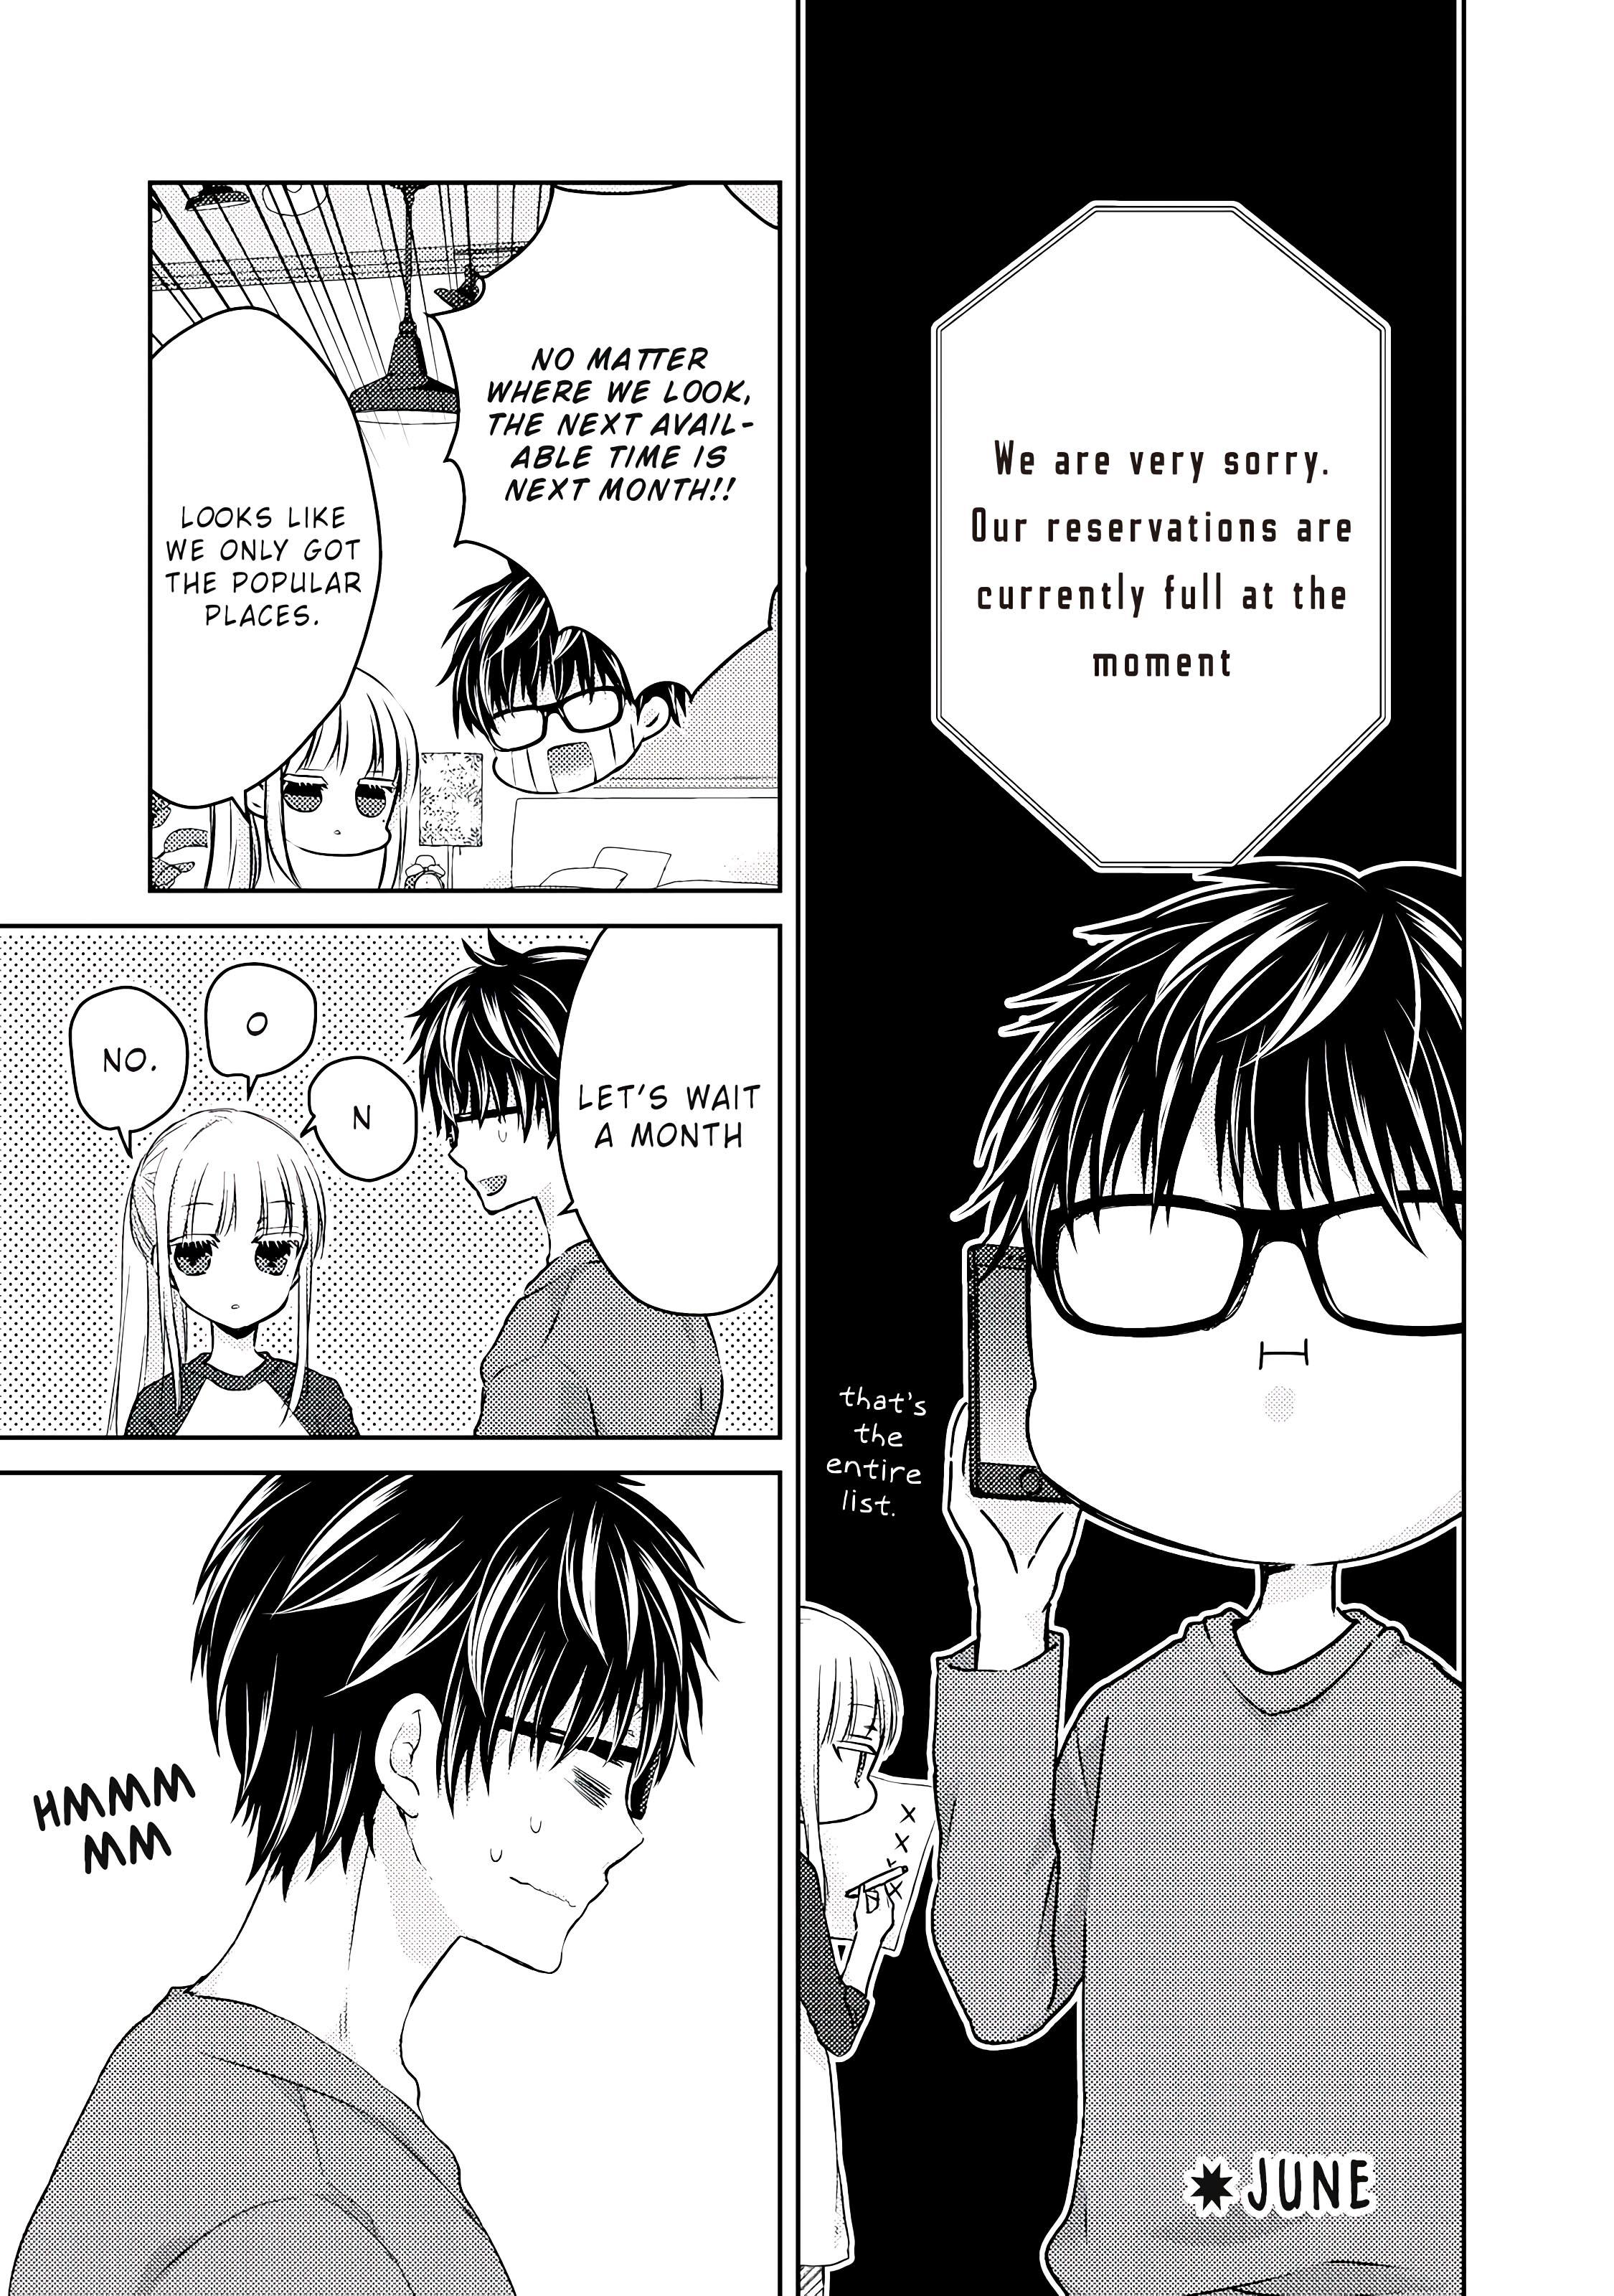 We are very sorry.
Our reservations are
currently full at the
moment
that's
the
entire
list.
JUNE
NO MATTER
WHERE WE LOOK,
THE NEXT AVAIL-
ABLE TIME IS
NEXT MONTH!!
LOOKS LIKE
WE ONLY GOT
THE POPULAR
PLACES.
LET'S WAIT
A MONTH
N
O
NO.
HMMM
MM